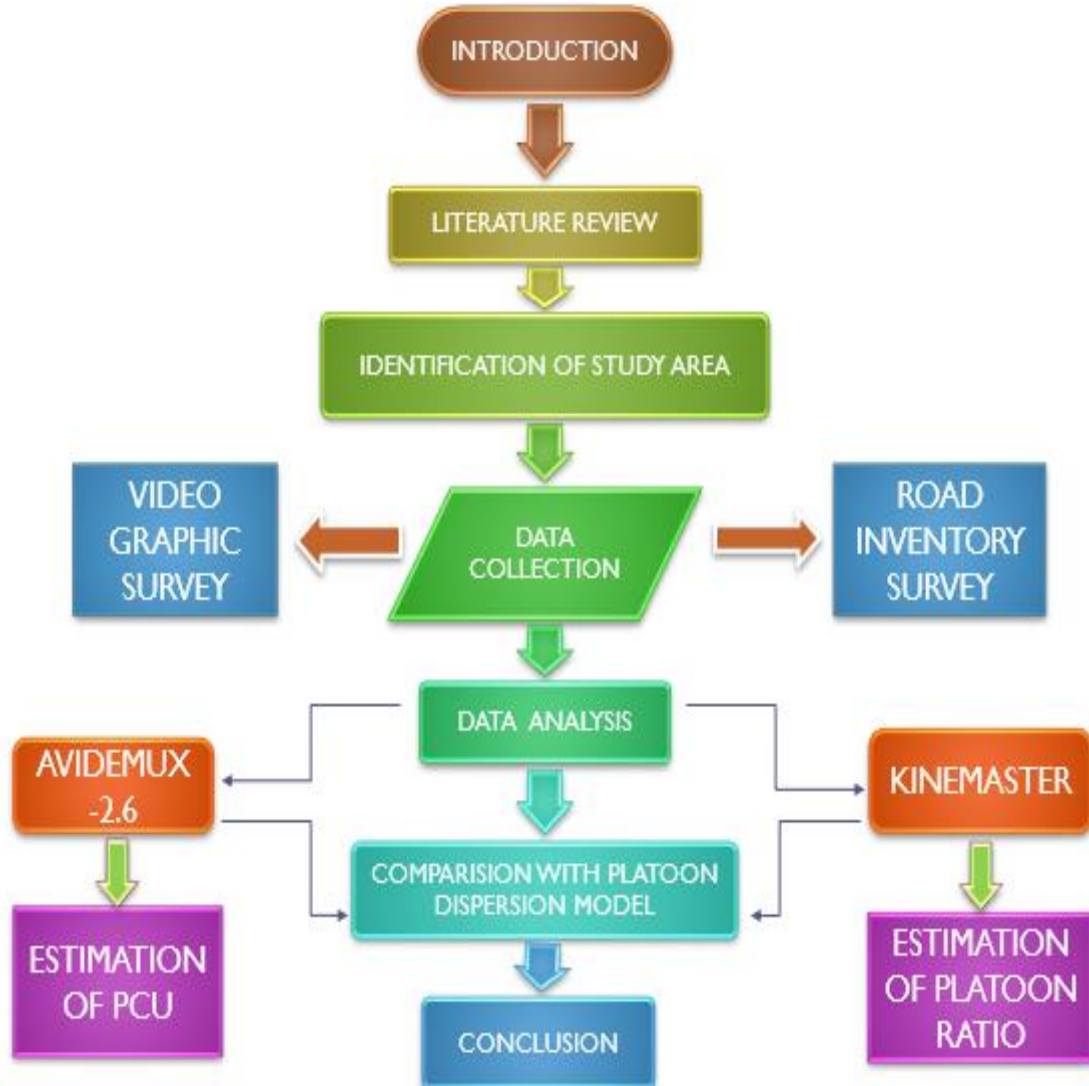 INTRODUCTION
LITERATURE REVIEW
IDENTIFICATION OF STUDY AREA
VIDEO
GRAPHIC
SURVEY
DATA
COLLECTION
ROAD
INVENTORY
SURVEY
DATA ANALYSIS
AVIDEMUX
-2.6
KINEMASTER
COMPARISION WITH PLATOON
DISPERSION MODEL
ESTIMATION
OF PCU
ESTIMATION
OF PLATOON
RATIO
CONCLUSION